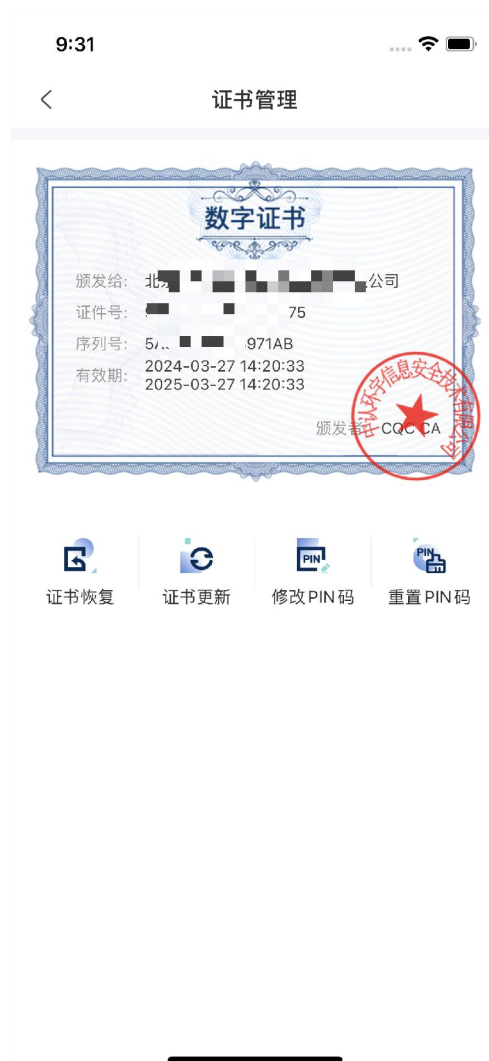 9:31
证书管理
数字证书
颁发给: 北 公司
证件号: 75
序列号: 5 971AB
有效期: 2024-03-27 14:20:33
2025-03-27 14:20:33
颁发者: CQC CA
中认环宇信息安全技术有限公司
PIN
PIN
证书恢复
证书更新
修改PIN码
重置PIN码